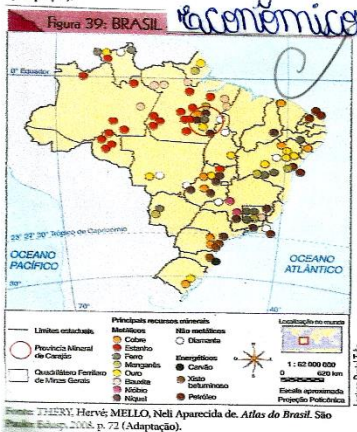 Econômico
Figura 39: BRASIL
0° Equador
23° 27' 30" Trópico de Capricórnio
OCEANO
PACÍFICO
OCEANO
ATLÂNTICO
30°
70°
40°
Limites estaduais
Província Mineral
de Carajás
Quadrilátero Ferrífero
de Minas Gerais
Principais recursos minerais
Metálicos
Cobre
Estanho
Ferro
Manganês
Ouro
Bauxita
Nióbio
Níquel
Não metálicos
Diamante
Energéticos
Carvão
Xisto
betuminoso
Petróleo
Localização no mundo
1 : 62 000 000
0 620 km
Escala aproximada
Projeção Policônica
Fonte: THÉRY, Hervé; MELLO, Neli Aparecida de. Atlas do Brasil. São
Paulo: Edusp, 2008. p. 72 (Adaptação).